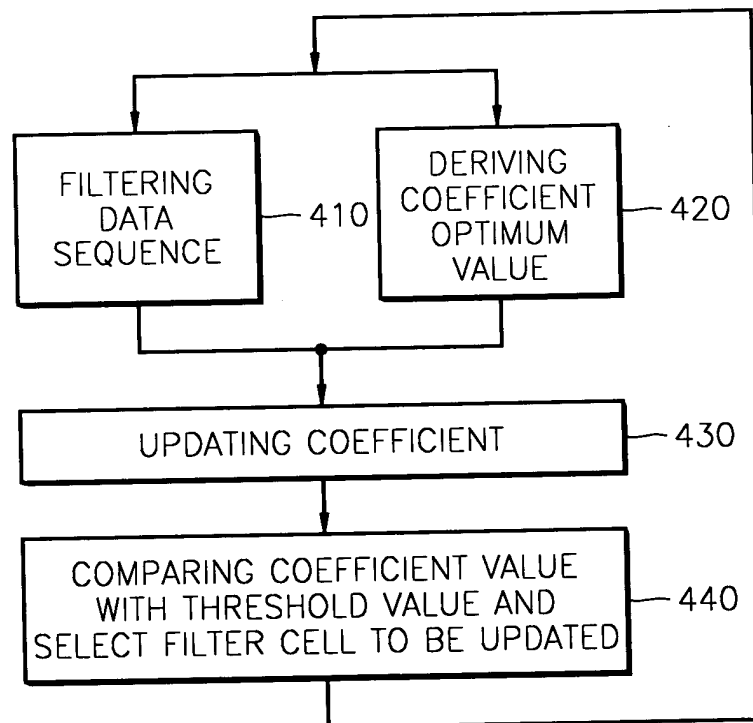 FILTERING
DATA
SEQUENCE
410
DERIVING
COEFFICIENT
OPTIMUM
VALUE
420
UPDATING COEFFICIENT
430
COMPARING COEFFICIENT VALUE
WITH THRESHOLD VALUE AND
SELECT FILTER CELL TO BE UPDATED
440